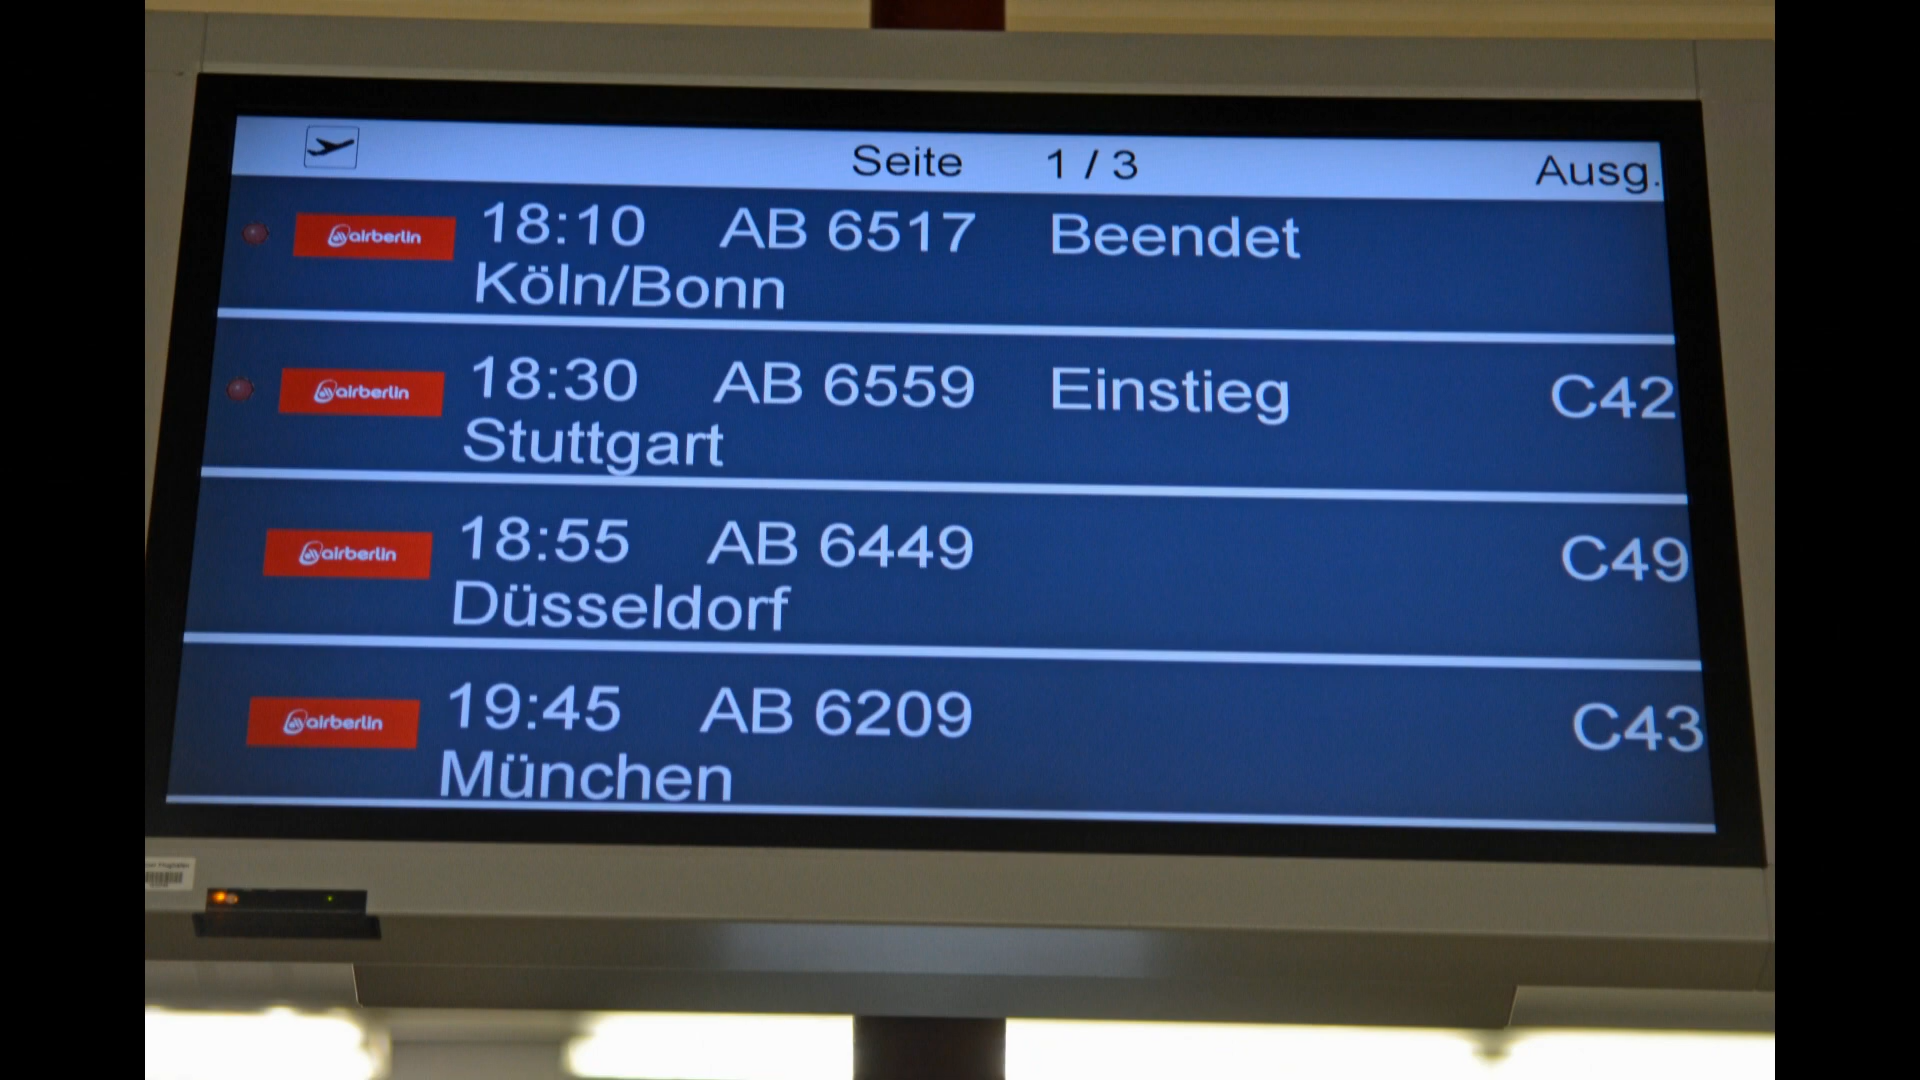 Seite 1 / 3 Ausg.
airberlin 18:10 AB 6517 Beendet
Köln/Bonn
airberlin 18:30 AB 6559 Einstieg C42
Stuttgart
airberlin 18:55 AB 6449 C49
Düsseldorf
airberlin 19:45 AB 6209 C43
München